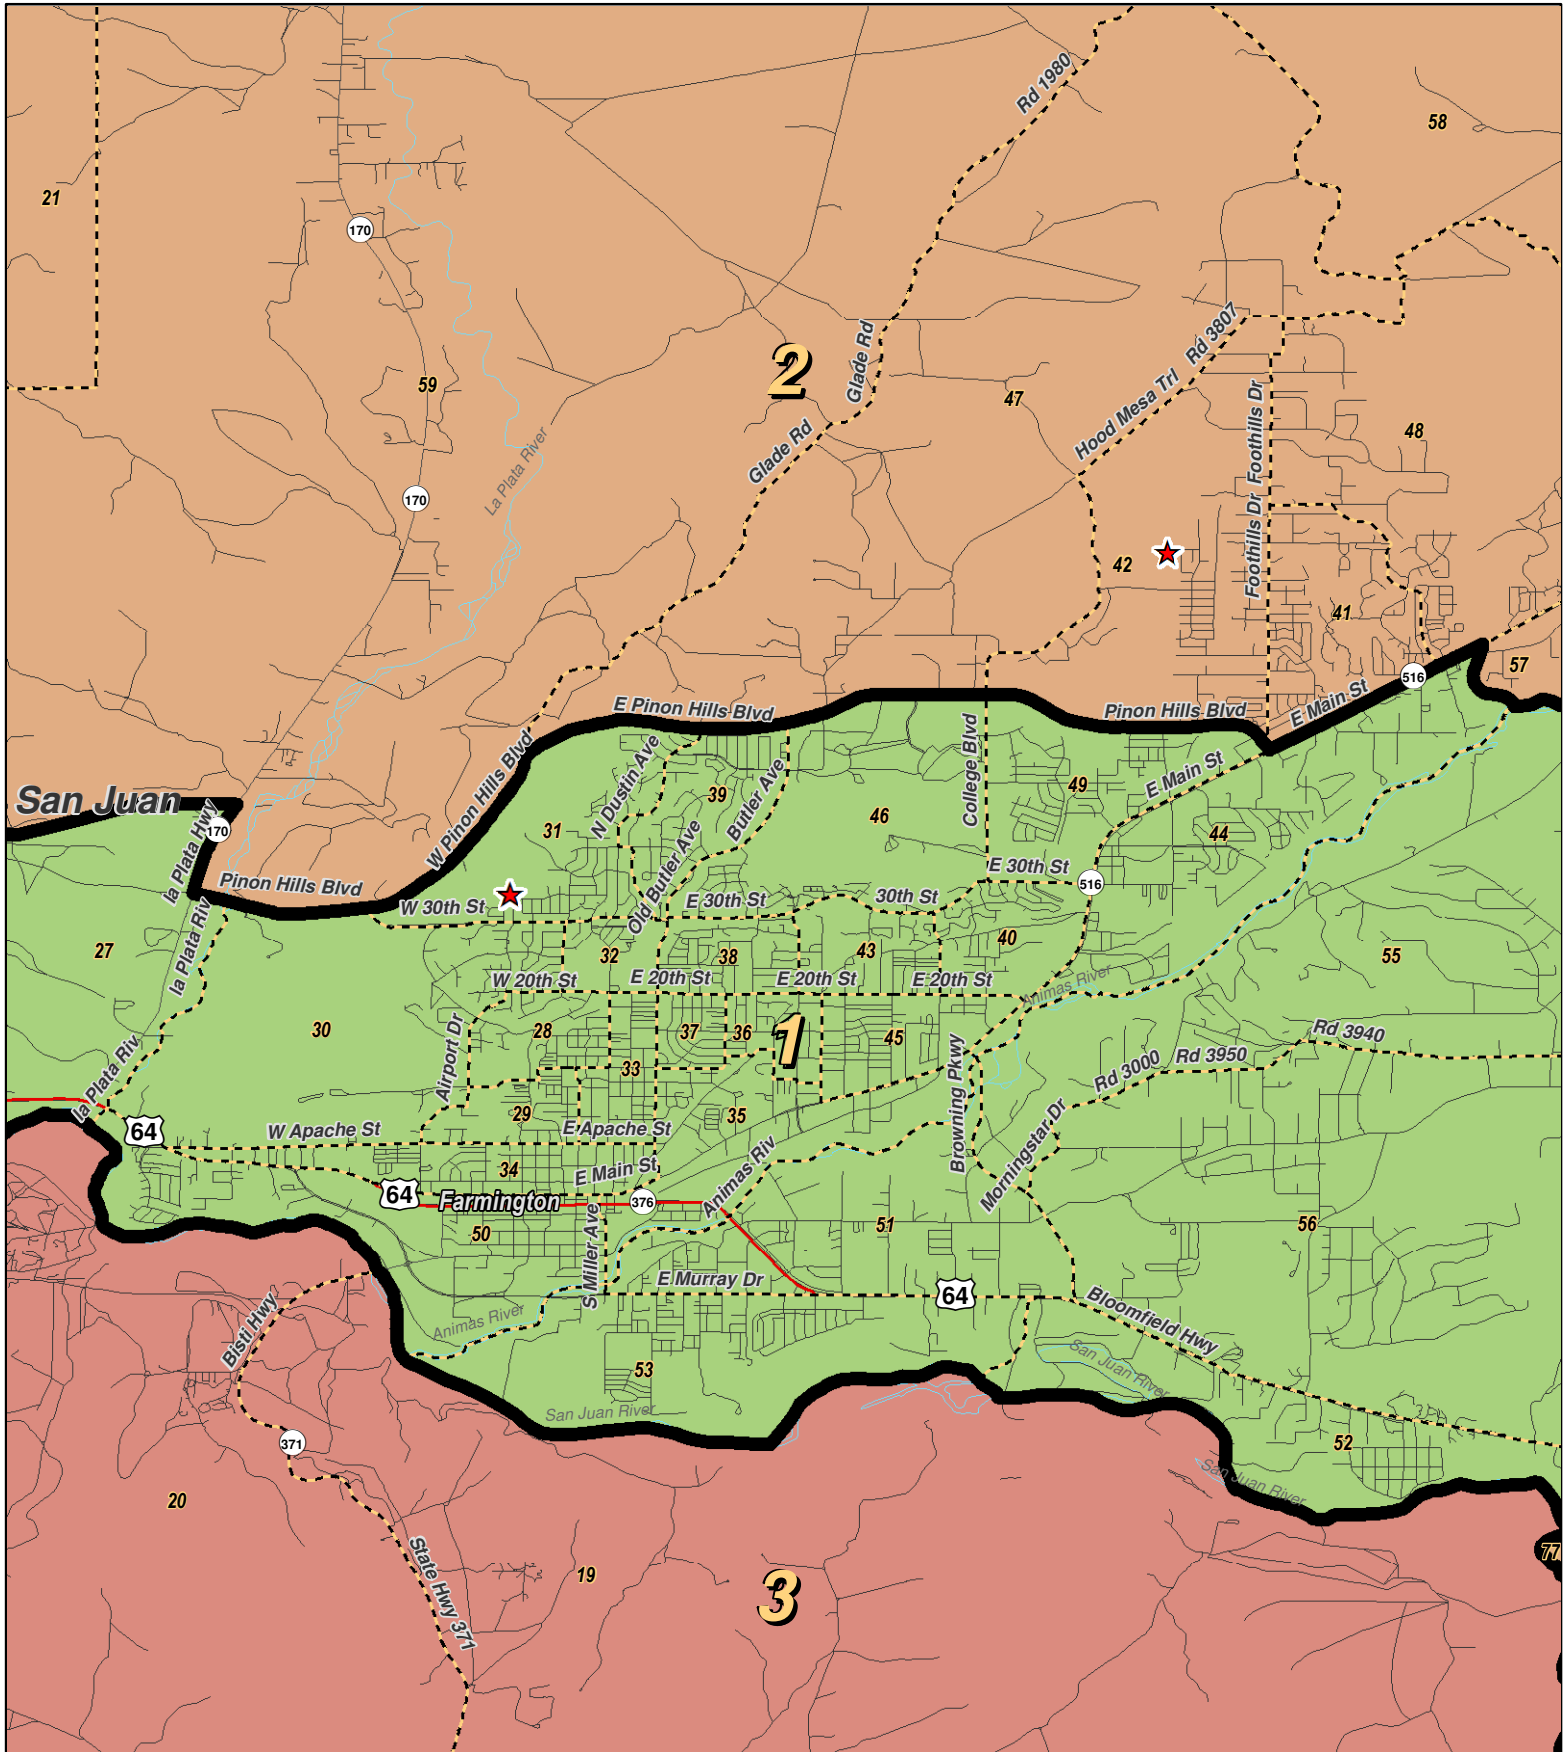 Rd 1980
58
21
170
Rd 3807
2
Glade Rd
59
47
Hood Mesa Trl
Foothills Dr
48
Glade Rd
La Plata River
170
Foothills Dr
42
41
57
516
E Pinon Hills Blvd
Pinon Hills Blvd
E Main St
College Blvd
W Pinon Hills Blvd
N Dustin Ave
39
Butler Ave
49
E Main St
San Juan
la Plata Hwy
170
31
46
44
Old Butler Ave
E 30th St
516
Pinon Hills Blvd
W 30th St
E 30th St
30th St
la Plata Riv
27
32
38
43
40
55
W 20th St
E 20th St
E 20th St
E 20th St
Animas River
30
Airport Dr
28
37
36
1
45
Browning Pkwy
Rd 3940
Rd 3950
Rd 3000
33
la Plata Riv
29
35
64
W Apache St
E Apache St
Morningstar Dr
34
E Main St
Animas Riv
64
Farmington
376
50
S Miller Ave
51
56
E Murray Dr
64
Bloomfield Hwy
Bisti Hwy
Animas River
53
San Juan River
San Juan River
371
52
San Juan River
20
State Hwy 371
19
3
77